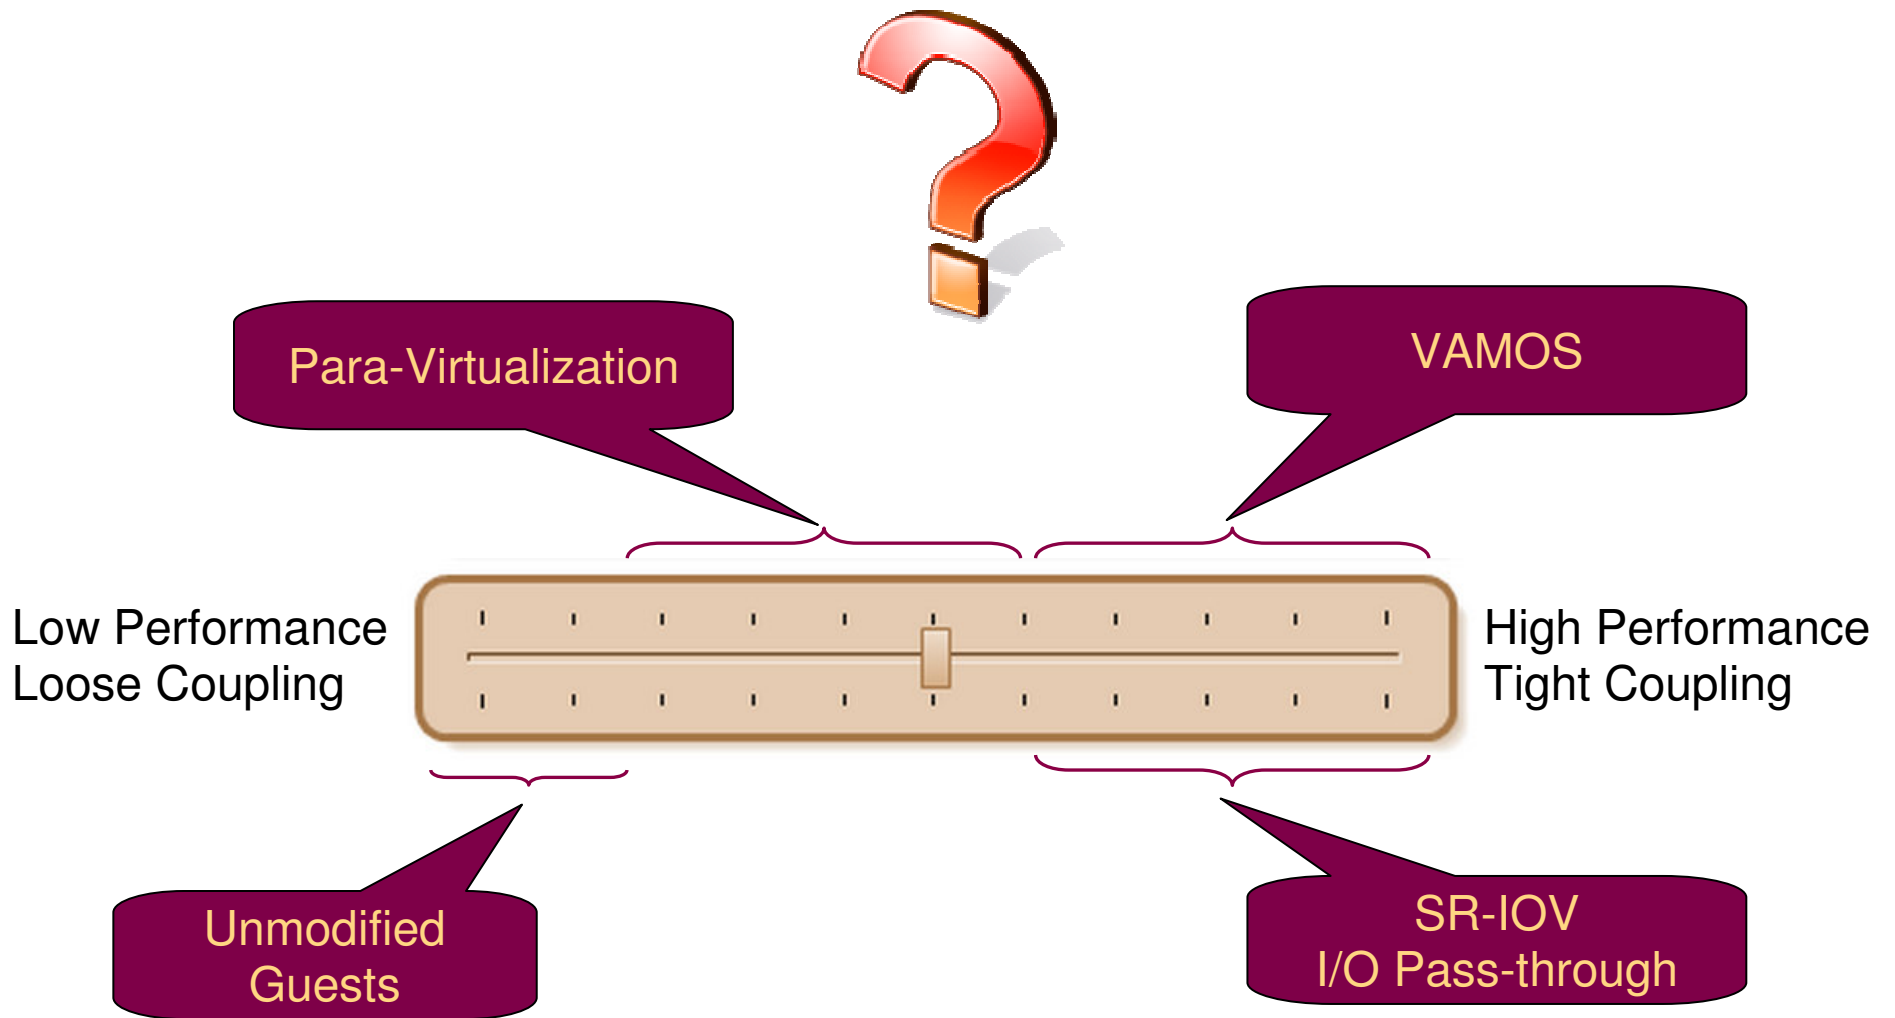 ?
Para-Virtualization
VAMOS
Low Performance
Loose Coupling
High Performance
Tight Coupling
Unmodified
Guests
SR-IOV
I/O Pass-through